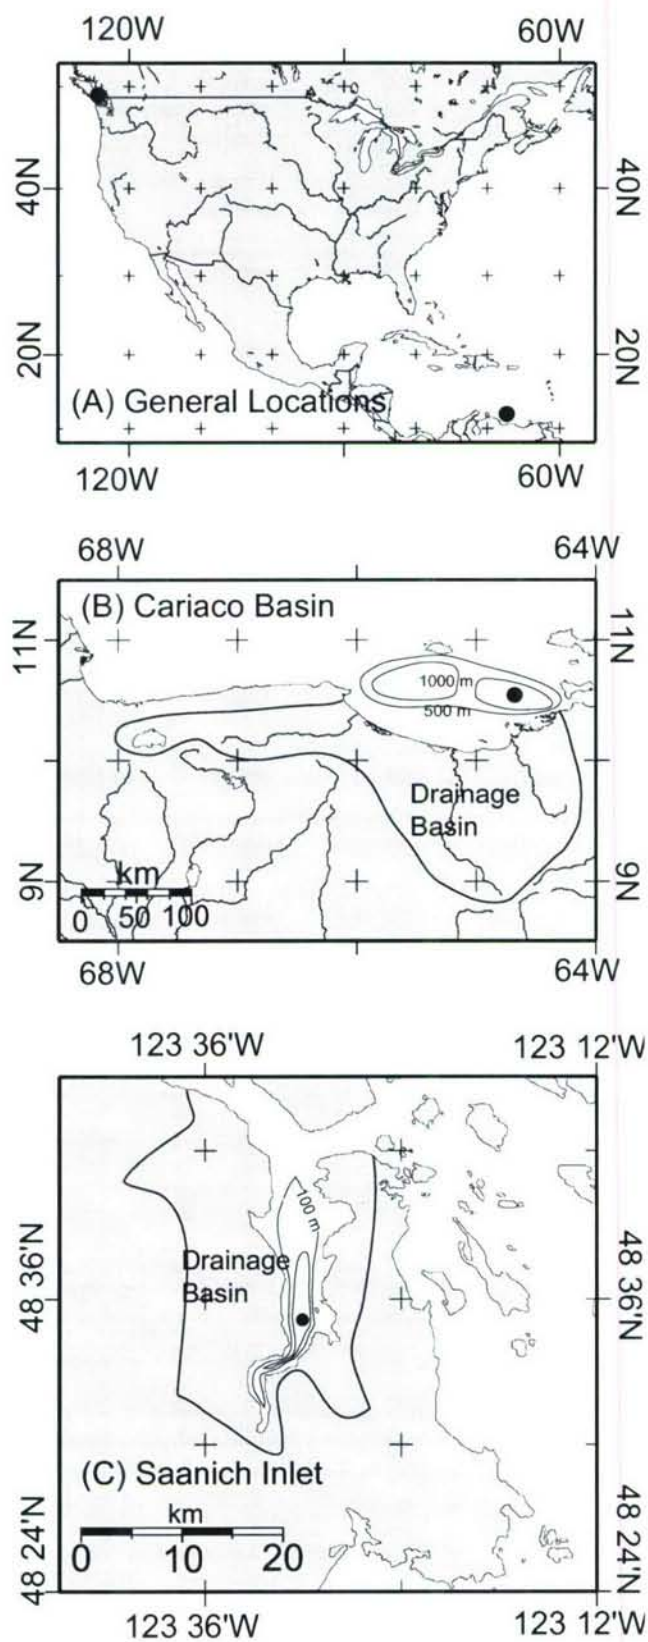 120W 60W
40N 40N
20N 20N
(A) General Locations
120W 60W
68W 64W
(B) Cariaco Basin
11N 11N
1000 m
500 m
Drainage
Basin
km
9N 9N
0 50 100
68W 64W
123 36'W 123 12'W
100 m
Drainage
Basin
48 36'N 48 36'N
(C) Saanich Inlet
km
0 10 20
48 24'N 48 24'N
123 36'W 123 12'W